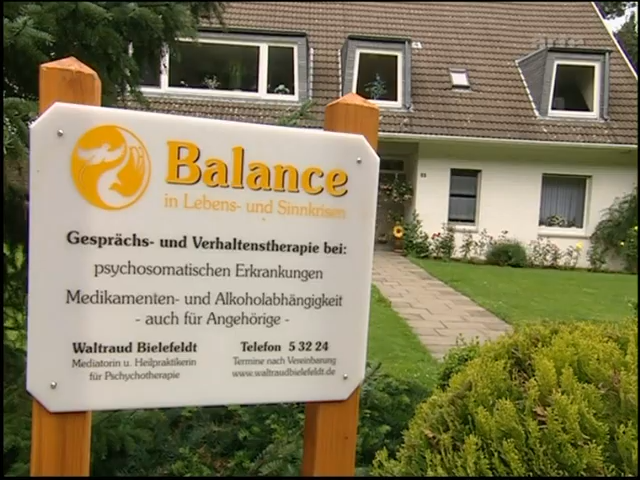 Balance
in Lebens- und Sinnkrisen
Gesprächs- und Verhaltenstherapie bei:
psychosomatischen Erkrankungen
Medikamenten- und Alkoholabhängigkeit
- auch für Angehörige -
Waltraud Bielefeldt
Mediatorin u. Heilpraktikerin
für Pschychotherapie
Telefon 5 32 24
Termine nach Vereinbarung
www.waltraudbielefeldt.de